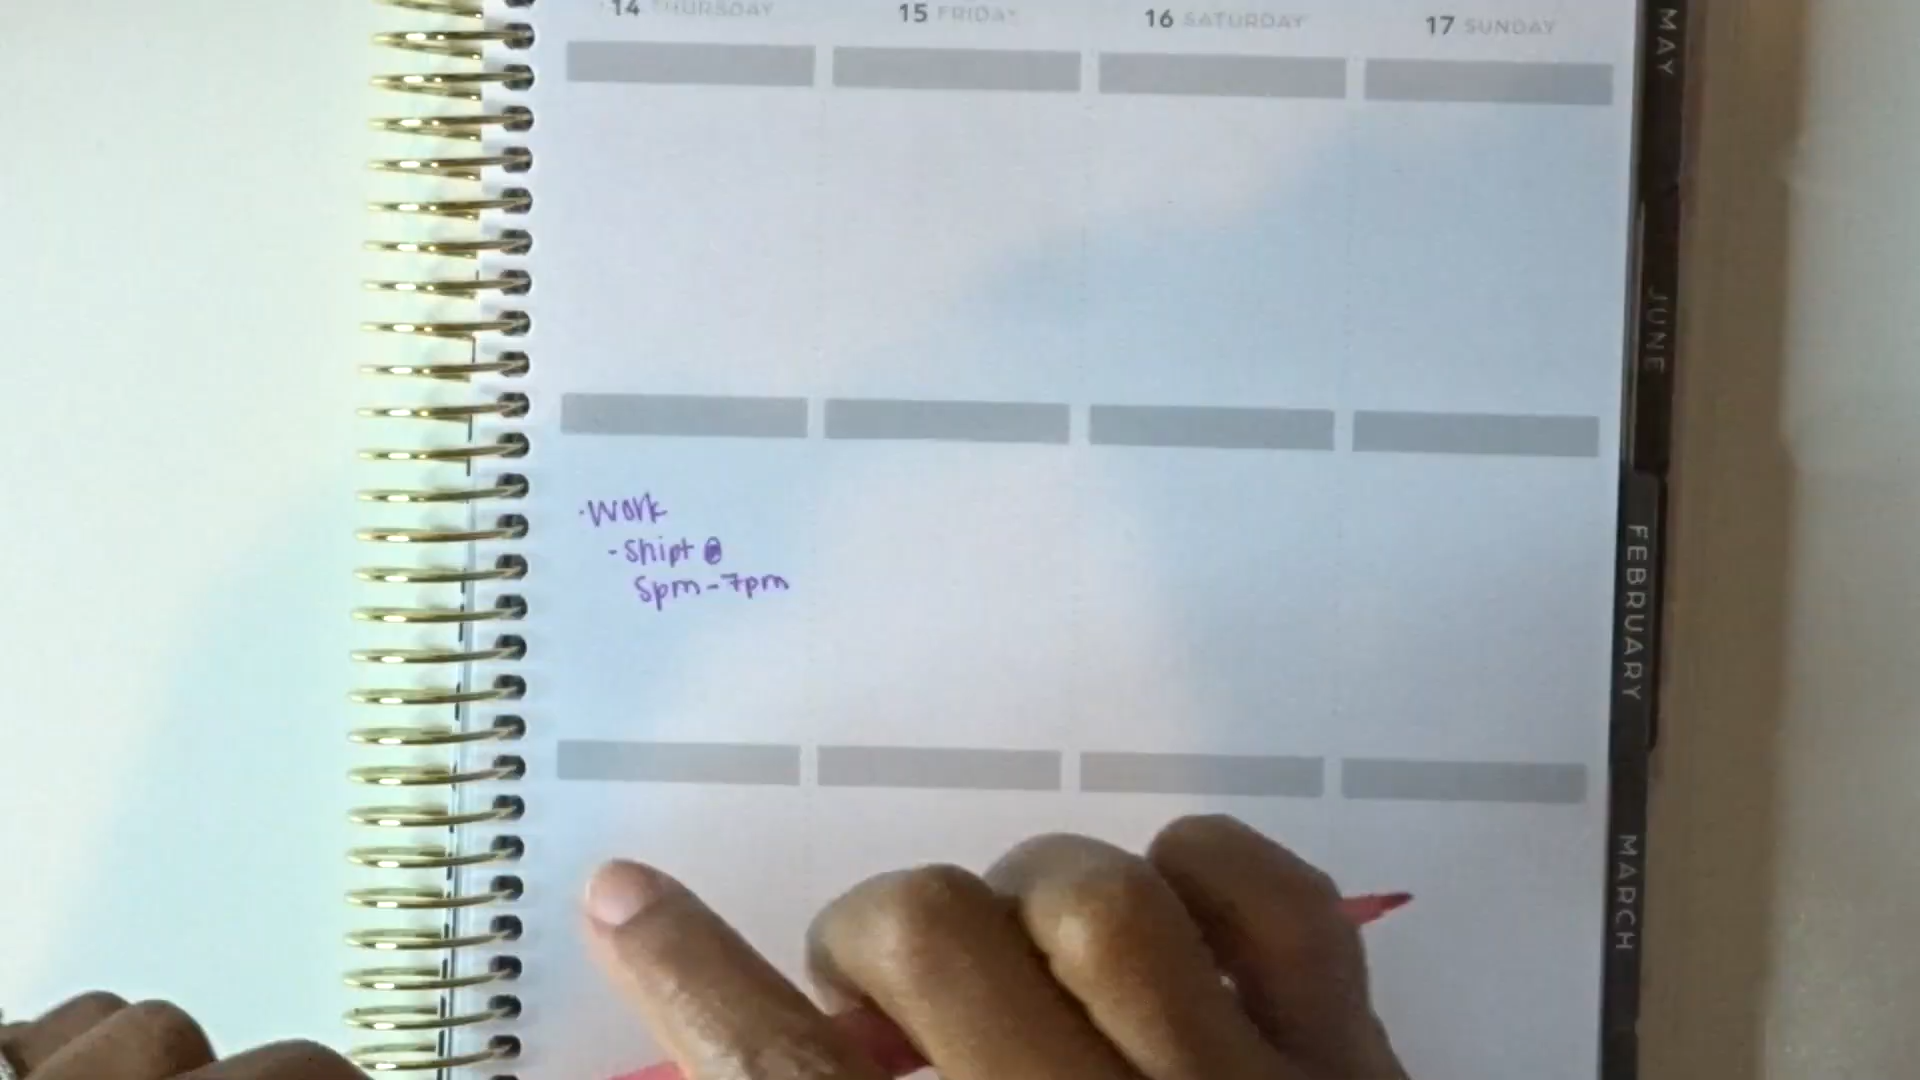 14 THURSDAY
15 FRIDAY
16 SATURDAY
17 SUNDAY
· Work
- Shipt @
5pm - 7pm
MAY
JUNE
FEBRUARY
MARCH